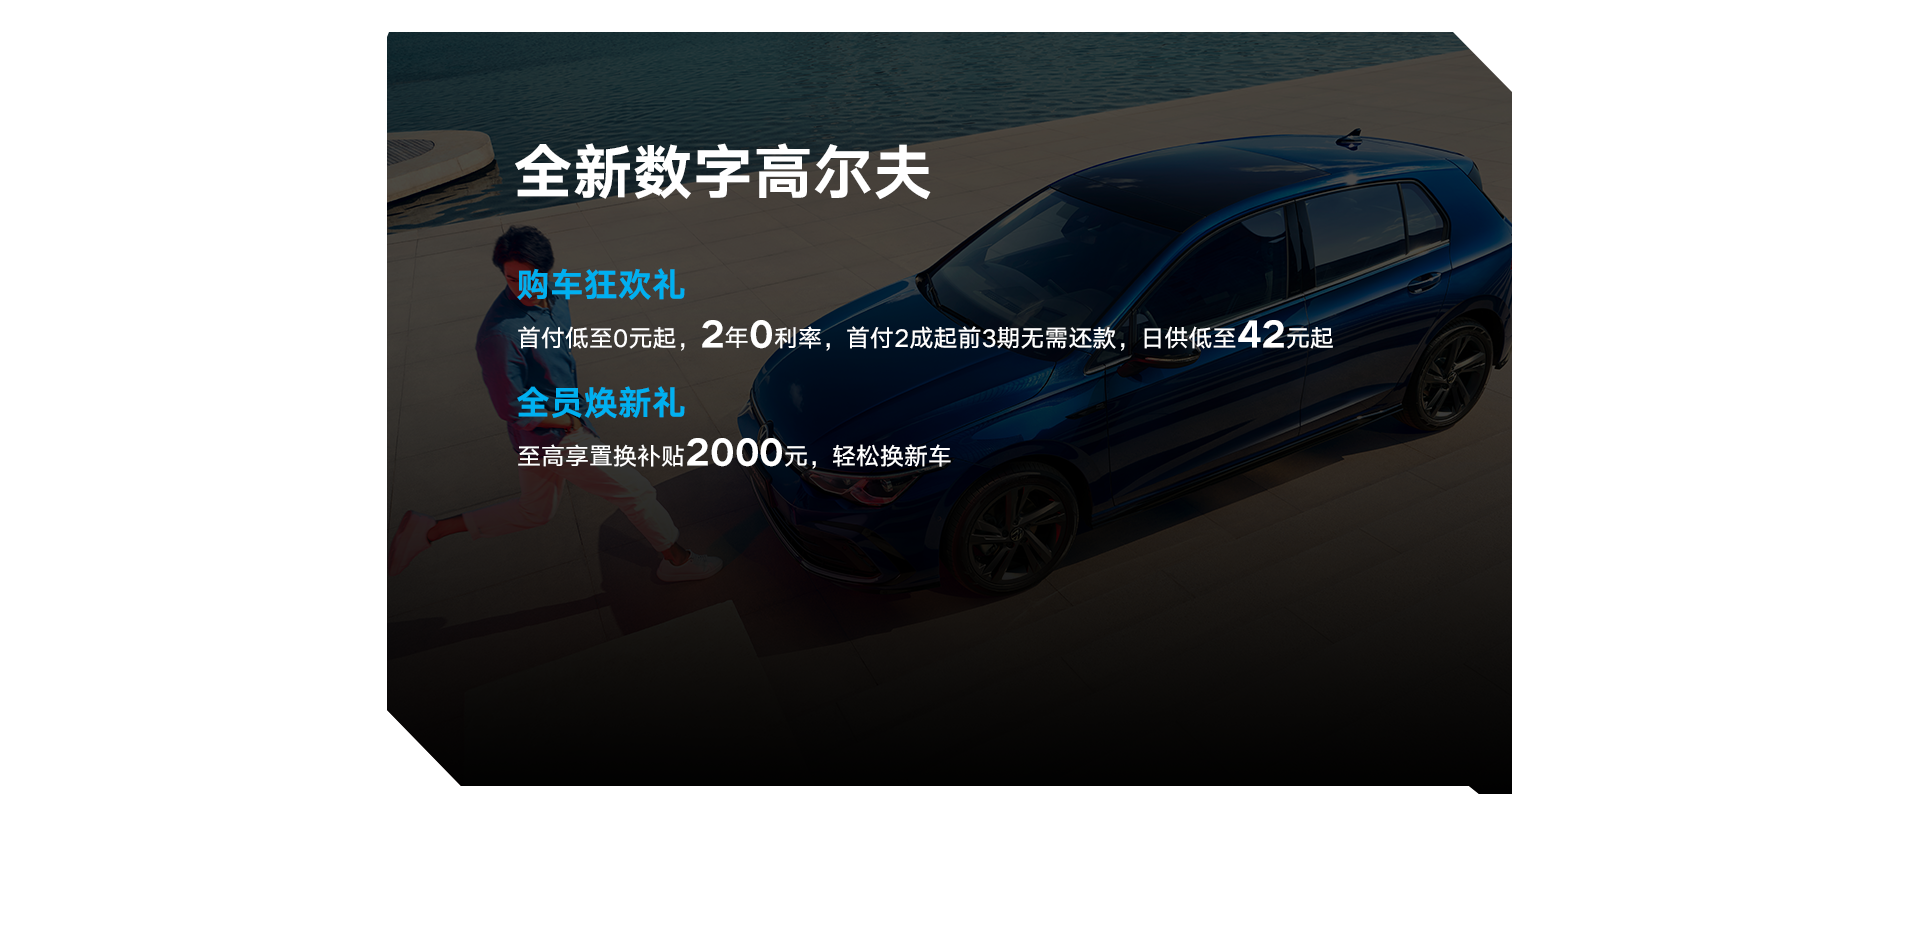 全新数字高尔夫
购车狂欢礼
首付低至0元起，2年0利率，首付2成起前3期无需还款，日供低至42元起
全员焕新礼
至高享置换补贴2000元，轻松换新车